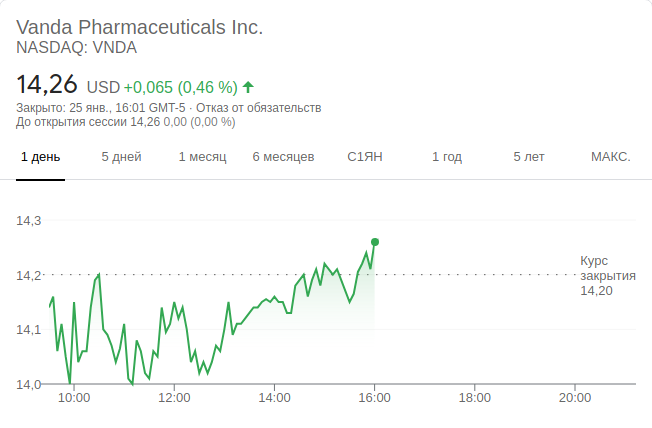 Vanda Pharmaceuticals Inc.
NASDAQ: VNDA
14,26 USD +0,065 (0,46 %)
Закрыто: 25 янв., 16:01 GMT-5 · Отказ от обязательств
До открытия сессии 14,26 0,00 (0,00 %)
1 день 5 дней 1 месяц 6 месяцев С1ЯН 1 год 5 лет МАКС.
14,3
14,2
14,1
14,0
Курс
закрытия
14,20
10:00 12:00 14:00 16:00 18:00 20:00